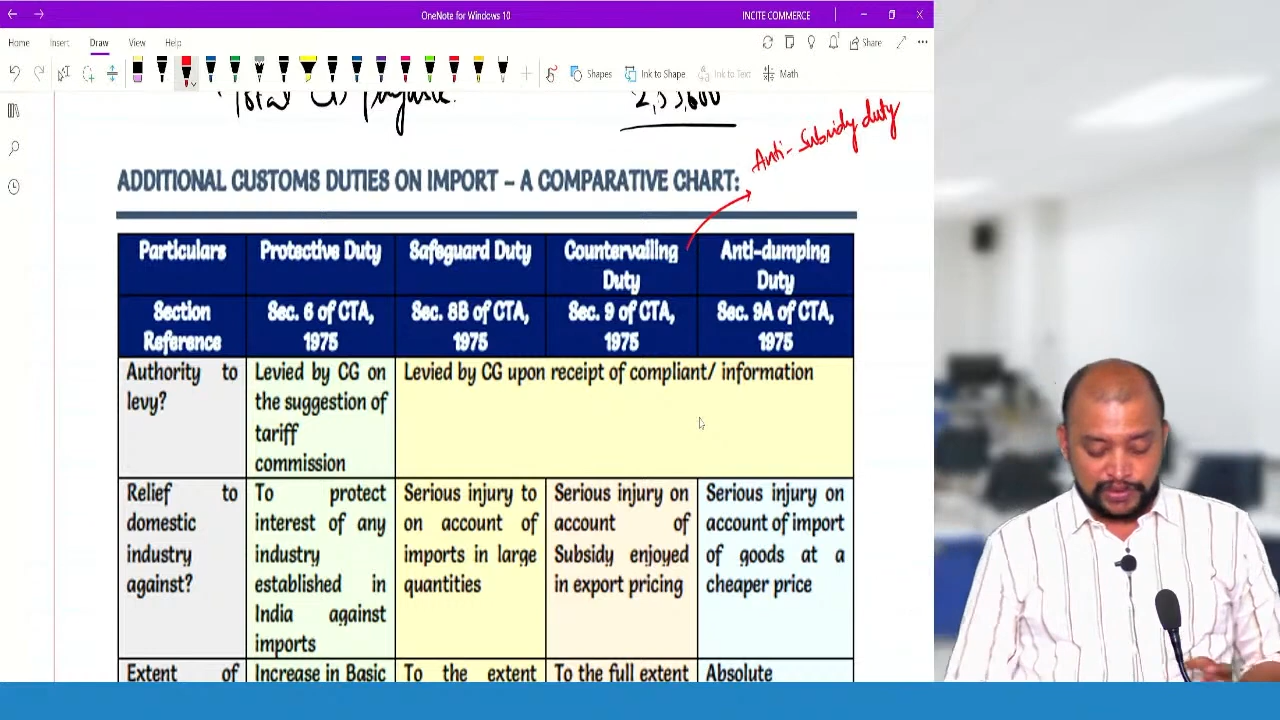 OneNote for Windows 10
INCITE COMMERCE
Home Insert Draw View Help
Share
Shapes Ink to Shape Ink to Text Math
Total CD payable
2,53,600
Anti-Subsidy duty
ADDITIONAL CUSTOMS DUTIES ON IMPORT – A COMPARATIVE CHART:
Particulars Protective Duty Safeguard Duty Countervailing Anti-dumping
Duty Duty
Section Sec. 6 of CTA, Sec. 8B of CTA, Sec. 9 of CTA, Sec. 9A of CTA,
Reference 1975 1975 1975 1975
Authority to Levied by CG on Levied by CG upon receipt of compliant/ information
levy? the suggestion of
tariff
commission
Relief to To protect Serious injury to Serious injury on Serious injury on
domestic interest of any on account of account of account of import
industry industry imports in large Subsidy enjoyed of goods at a
against? established in quantities in export pricing cheaper price
India against
imports
Extent of Increase in Basic To the extent To the full extent Absolute